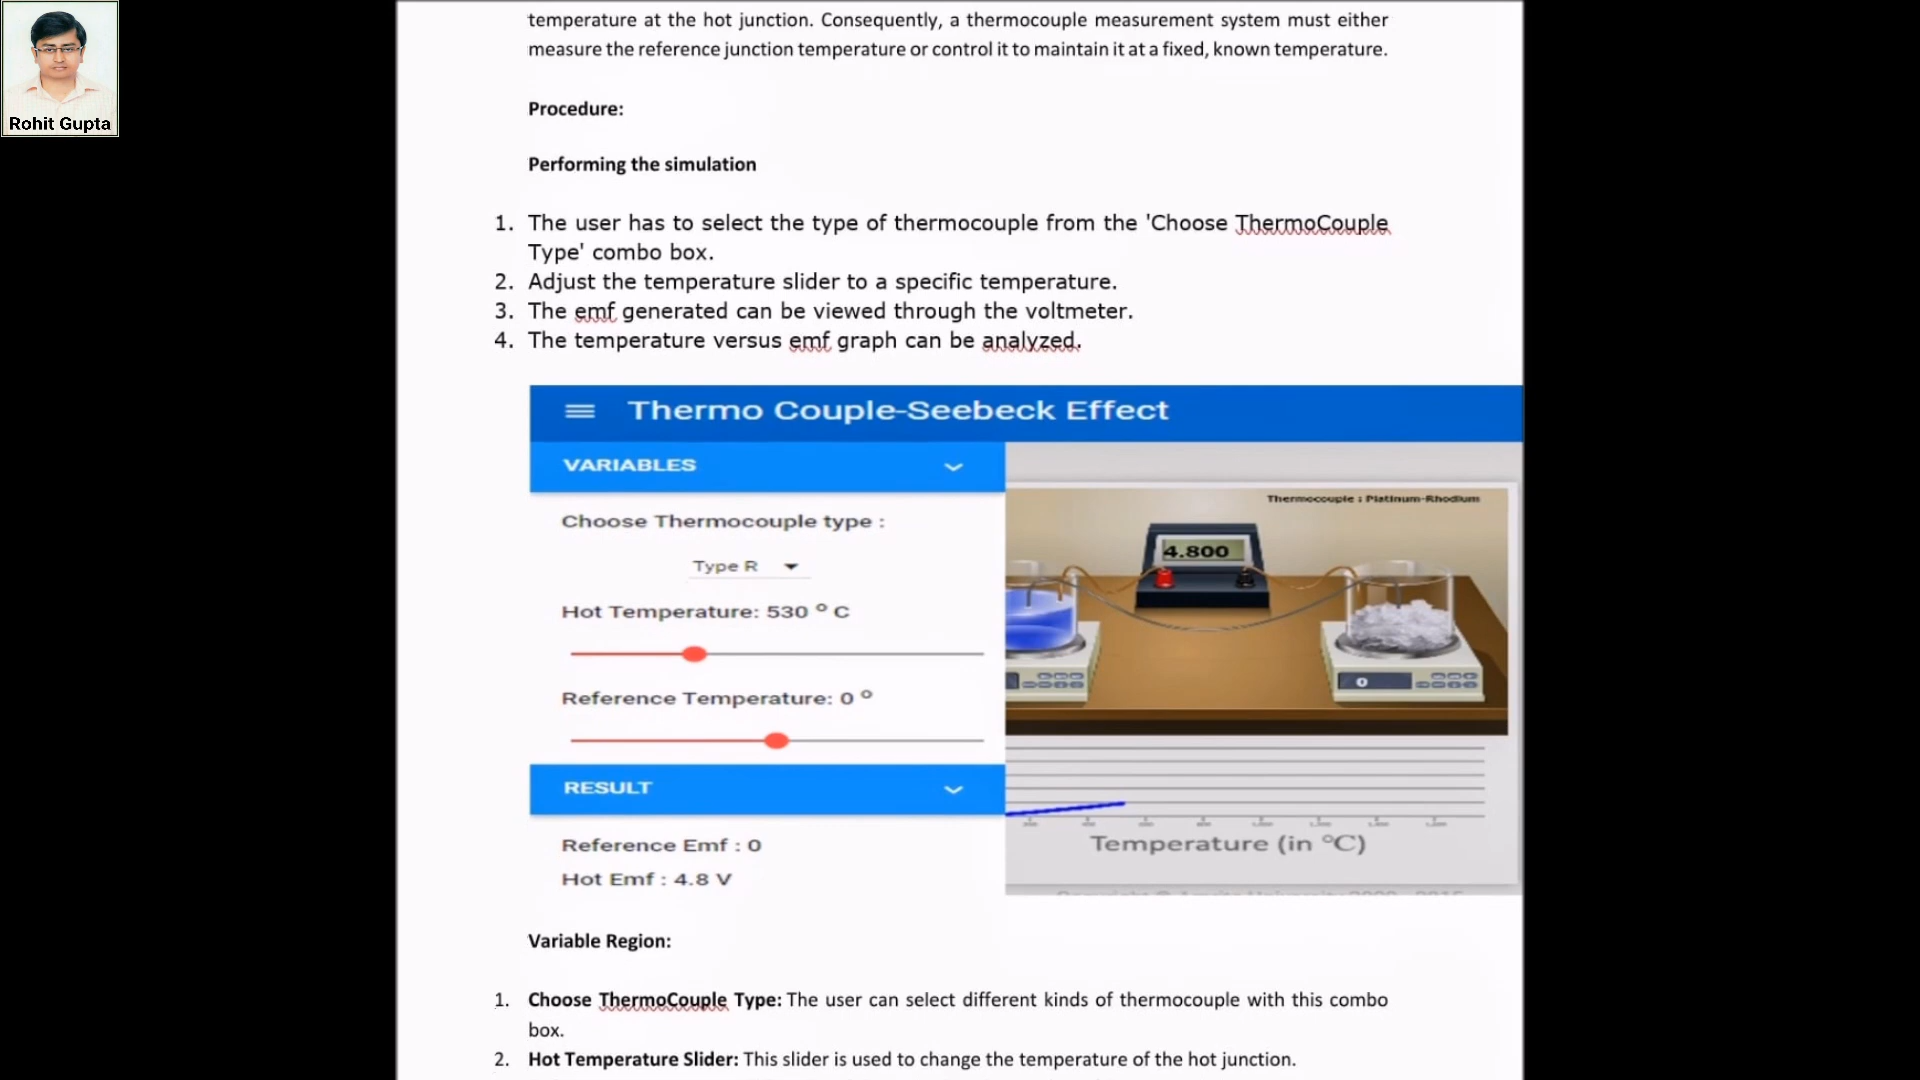 temperature at the hot junction. Consequently, a thermocouple measurement system must either
measure the reference junction temperature or control it to maintain it at a fixed, known temperature.
Rohit Gupta
Procedure:
Performing the simulation
1. The user has to select the type of thermocouple from the 'Choose ThermoCouple
Type' combo box.
2. Adjust the temperature slider to a specific temperature.
3. The emf generated can be viewed through the voltmeter.
4. The temperature versus emf graph can be analyzed.
Thermo Couple-Seebeck Effect
VARIABLES
Thermocouple : Platinum-Rhodium
Choose Thermocouple type :
4.800
Type R
Hot Temperature: 530 ° C
0
Reference Temperature: 0 °
RESULT
Temperature (in °C)
Reference Emf : 0
Hot Emf : 4.8 V
Variable Region:
1. Choose ThermoCouple Type: The user can select different kinds of thermocouple with this combo
box.
2. Hot Temperature Slider: This slider is used to change the temperature of the hot junction.